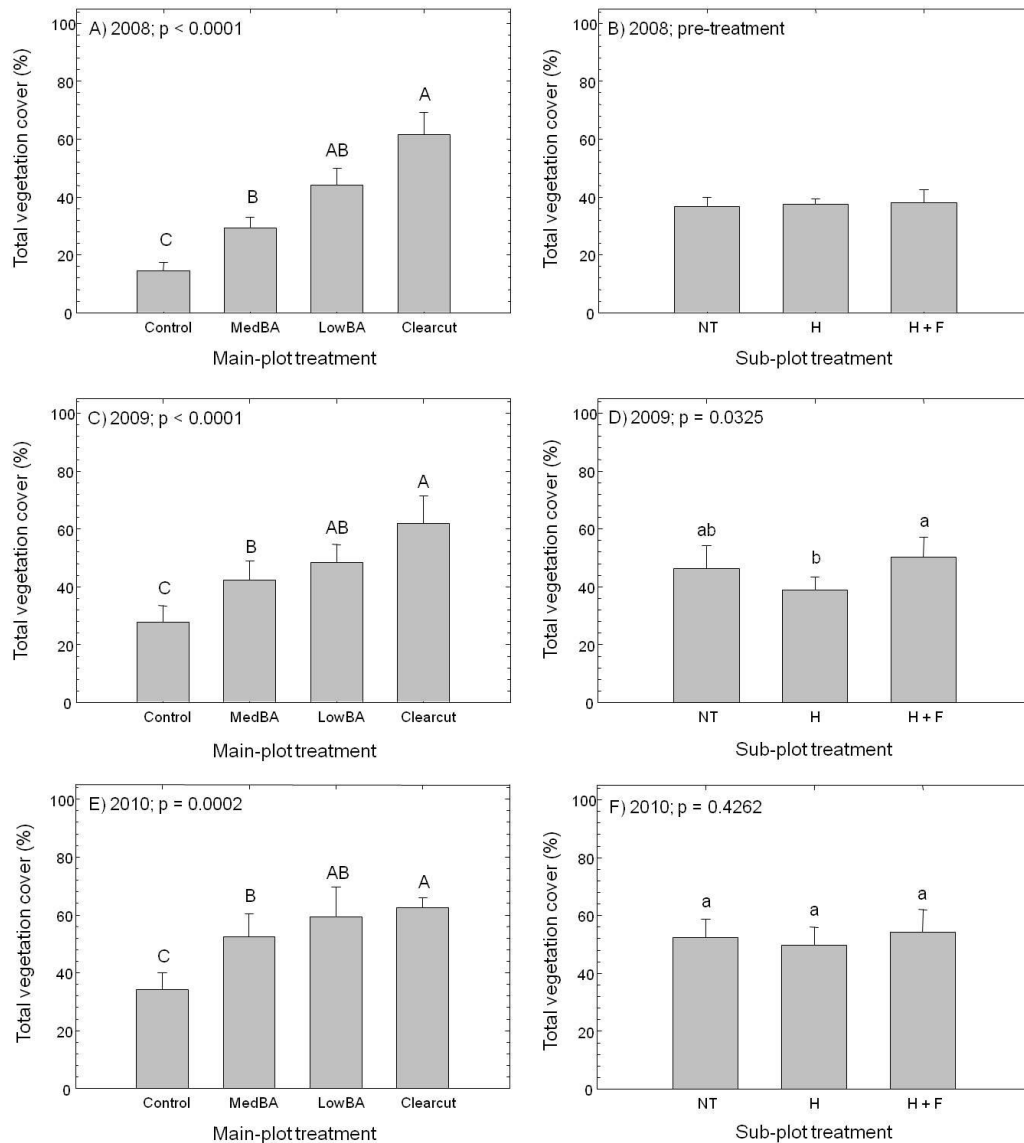 A) 2008; p < 0.0001
Total vegetation cover (%)
100
80
60
40
20
0
C
B
AB
A
Control MedBA LowBA Clearcut
Main-plot treatment
B) 2008; pre-treatment
Total vegetation cover (%)
100
80
60
40
20
0
NT H H + F
Sub-plot treatment
C) 2009; p < 0.0001
Total vegetation cover (%)
100
80
60
40
20
0
C
B
AB
A
Control MedBA LowBA Clearcut
Main-plot treatment
D) 2009; p = 0.0325
Total vegetation cover (%)
100
80
60
40
20
0
ab
b
a
NT H H + F
Sub-plot treatment
E) 2010; p = 0.0002
Total vegetation cover (%)
100
80
60
40
20
0
C
B
AB
A
Control MedBA LowBA Clearcut
Main-plot treatment
F) 2010; p = 0.4262
Total vegetation cover (%)
100
80
60
40
20
0
a
a
a
NT H H + F
Sub-plot treatment